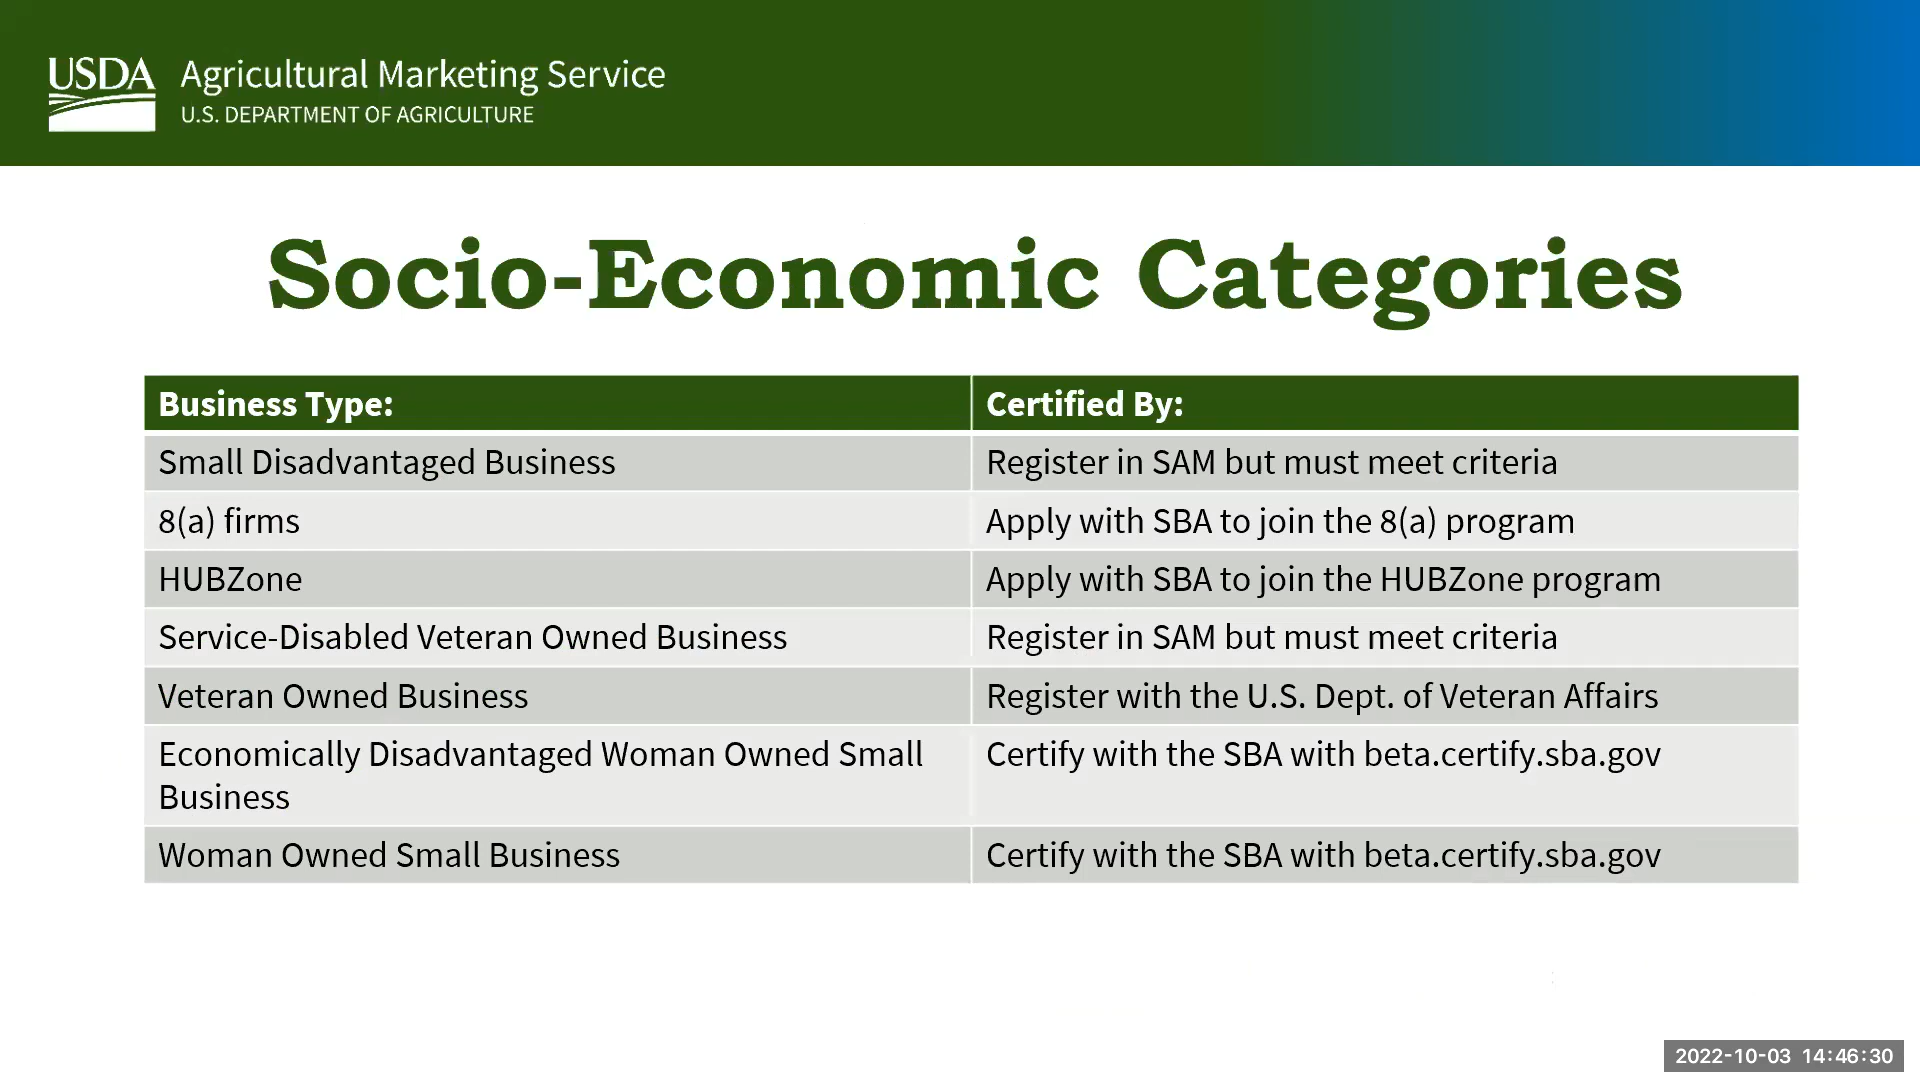 USDA
Agricultural Marketing Service
U.S. DEPARTMENT OF AGRICULTURE
Socio-Economic Categories
Business Type: Certified By:
Small Disadvantaged Business Register in SAM but must meet criteria
8(a) firms Apply with SBA to join the 8(a) program
HUBZone Apply with SBA to join the HUBZone program
Service-Disabled Veteran Owned Business Register in SAM but must meet criteria
Veteran Owned Business Register with the U.S. Dept. of Veteran Affairs
Economically Disadvantaged Woman Owned Small Certify with the SBA with beta.certify.sba.gov
Business
Woman Owned Small Business Certify with the SBA with beta.certify.sba.gov
2022-10-03 14:46:30